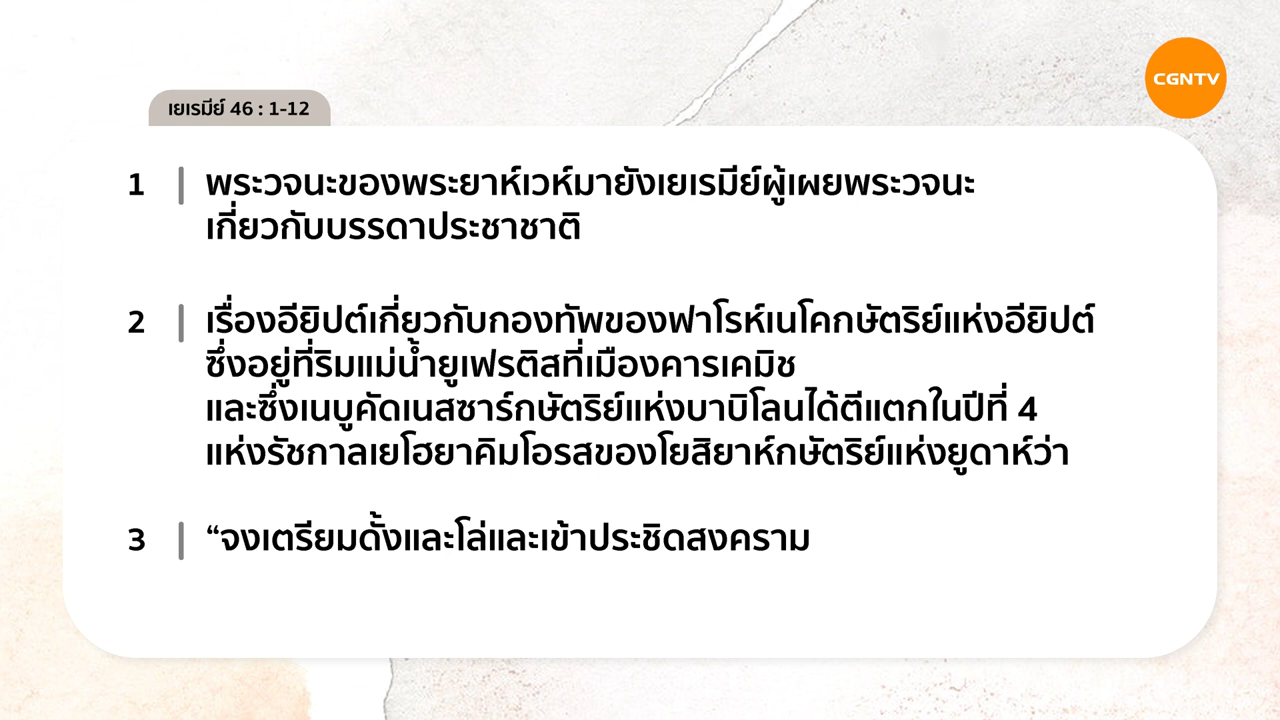 CGNTV
เยเรมีย์ 46 : 1-12
1 พระวจนะของพระยาห์เวห์มายังเยเรมีย์ผู้เผยพระวจนะ
เกี่ยวกับบรรดาประชาชาติ
2 เรื่องอียิปต์เกี่ยวกับกองทัพของฟาโรห์เนโคกษัตริย์แห่งอียิปต์
ซึ่งอยู่ที่ริมแม่น้ำยูเฟรติสที่เมืองคารเคมิช
และซึ่งเนบูคัดเนสซาร์กษัตริย์แห่งบาบิโลนได้ตีแตกในปีที่ 4
แห่งรัชกาลเยโฮยาคิมโอรสของโยสิยาห์กษัตริย์แห่งยูดาห์ว่า
3 “จงเตรียมดั้งและโล่และเข้าประชิดสงคราม